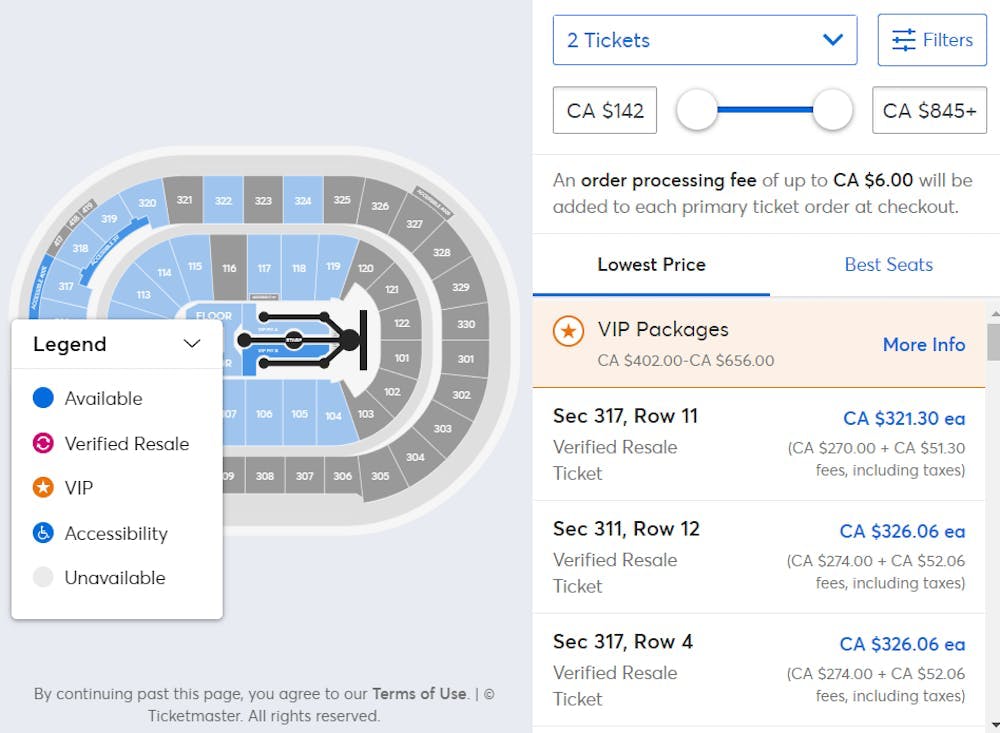 2 Tickets
Filters
CA $142
CA $845+
An order processing fee of up to CA $6.00 will be
added to each primary ticket order at checkout.
Lowest Price
Best Seats
VIP Packages
CA $402.00-CA $656.00
More Info
Sec 317, Row 11
CA $321.30 ea
Verified Resale
Ticket
(CA $270.00 + CA $51.30
fees, including taxes)
Sec 311, Row 12
CA $326.06 ea
Verified Resale
Ticket
(CA $274.00 + CA $52.06
fees, including taxes)
Sec 317, Row 4
CA $326.06 ea
Verified Resale
Ticket
(CA $274.00 + CA $52.06
fees, including taxes)
317
318
319
320
321
322
323
324
325
326
327
328
329
330
301
302
303
304
305
306
307
308
09
417
418
419
113
114
115
116
117
118
119
120
121
122
101
102
103
104
105
106
07
FLOOR
STAGE
Legend
Available
Verified Resale
VIP
Accessibility
Unavailable
By continuing past this page, you agree to our Terms of Use. | ©
Ticketmaster. All rights reserved.